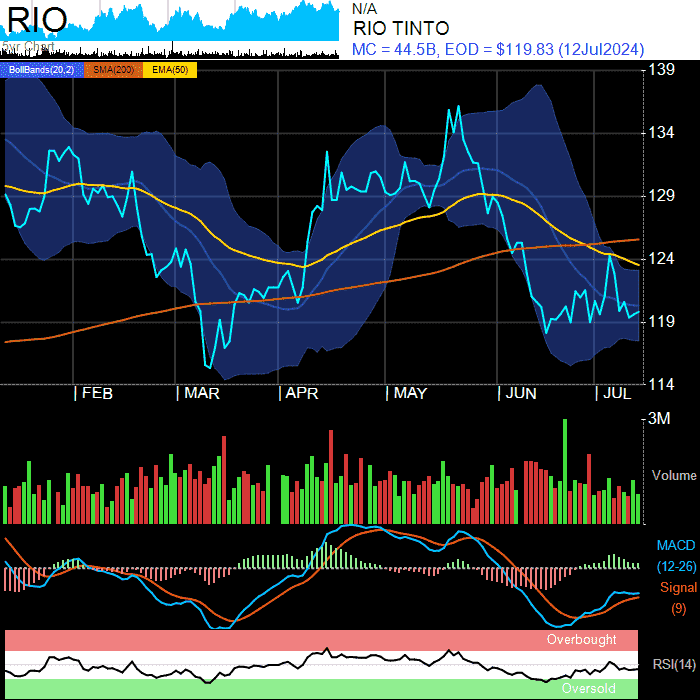 RIO
5yr Chart
N/A
RIO TINTO
MC = 44.5B, EOD = $119.83 (12Jul2024)
BollBands(20,2) SMA(200) EMA(50)
139
134
129
124
119
114
| FEB | MAR | APR | MAY | JUN | JUL
3M
Volume
MACD
(12-26)
Signal
(9)
Overbought
RSI(14)
Oversold